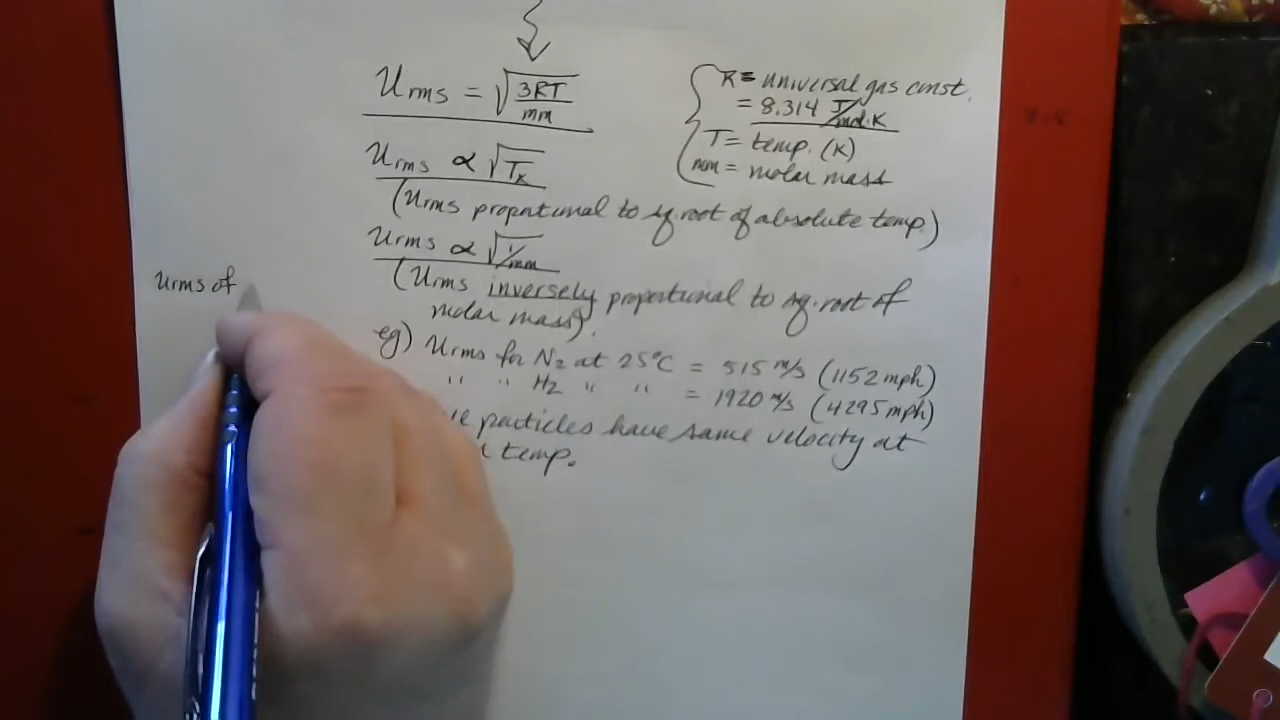 Urms = √3RT/mm
R = universal gas const.
= 8.314 J/mol·K
T = temp. (K)
mm = molar mass
Urms ∝ √TK
(Urms proportional to sq root of absolute temp.)
Urms ∝ √1/mm
(Urms inversely proportional to sq. root of
molar mass).
Urms of
eg) Urms for N2 at 25°C = 515 m/s (1152 mph)
" " H2 " " = 1920 m/s (4295 mph)
particles have same velocity at
temp.